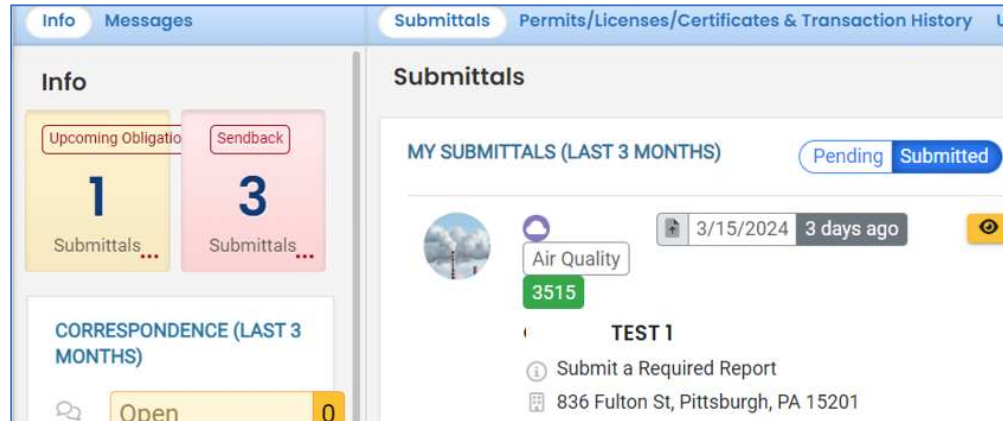 Info Messages
Submittals Permits/Licenses/Certificates & Transaction History
Info
Upcoming
1
Submittals
Sendback
3
Submittals
CORRESPONDENCE (LAST 3
MONTHS)
Open 0
Submittals
MY SUBMITTALS (LAST 3 MONTHS) Pending Submitted
3/15/2024 3 days ago
Air Quality
3515
TEST 1
Submit a Required Report
836 Fulton St, Pittsburgh, PA 15201